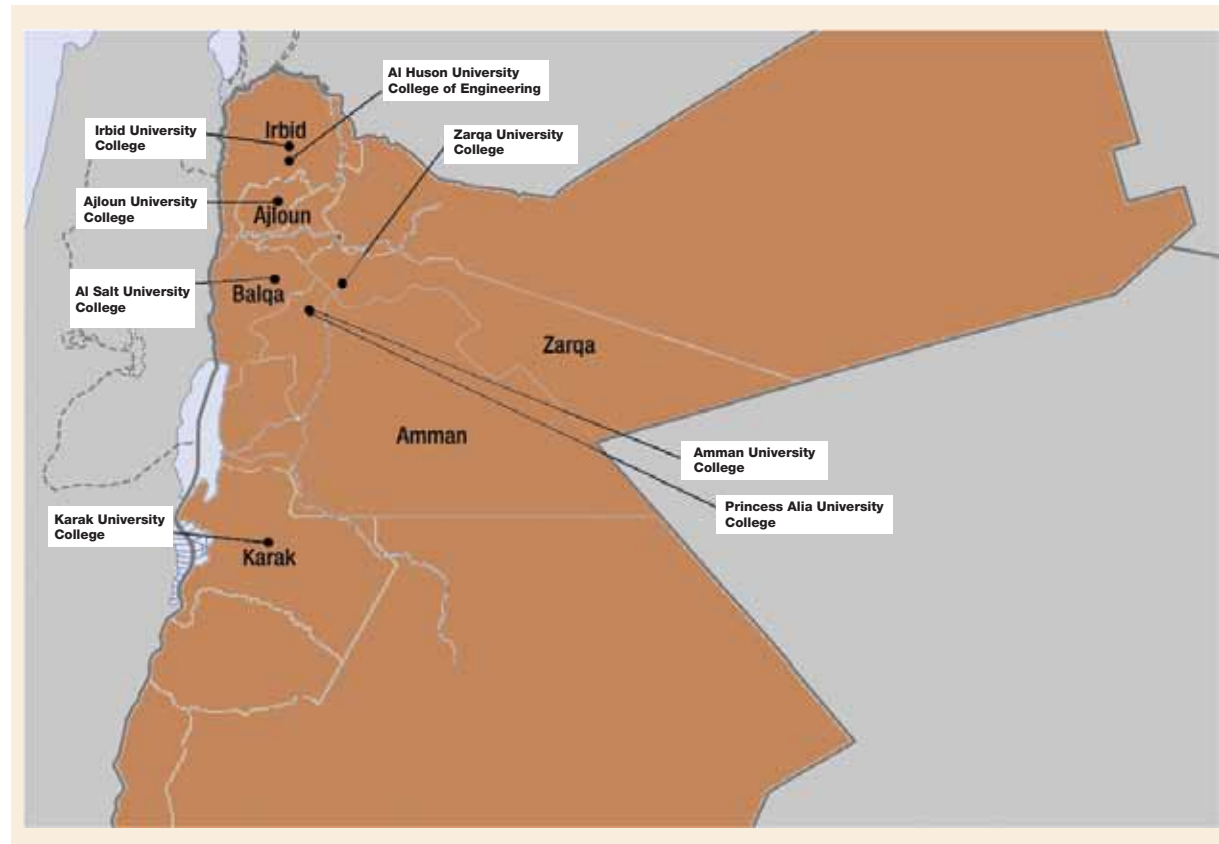 Al Huson University
College of Engineering
Irbid University
College
Irbid
Zarqa University
College
Ajloun University
College
Ajloun
Al Salt University
College
Balqa
Zarqa
Amman
Amman University
College
Princess Alia University
College
Karak University
College
Karak